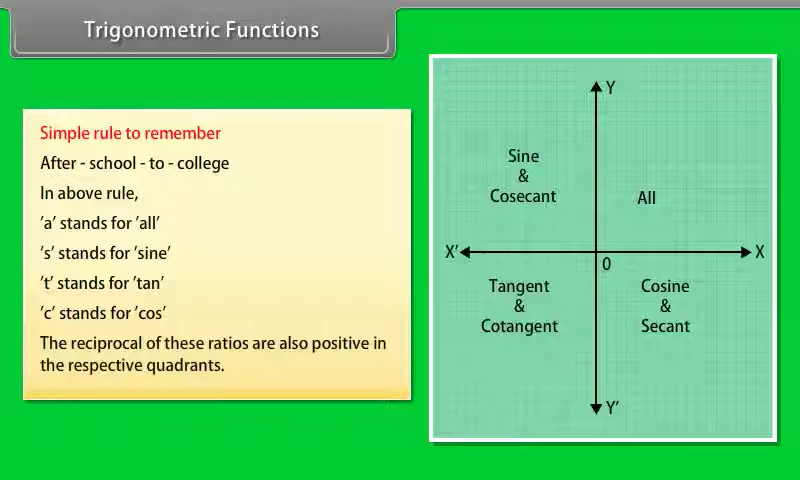 Trigonometric Functions
Simple rule to remember
After - school - to - college
In above rule,
'a' stands for 'all'
's' stands for 'sine'
't' stands for 'tan'
'c' stands for 'cos'
The reciprocal of these ratios are also positive in
the respective quadrants.
Y
Sine
&
Cosecant
All
X'
X
0
Tangent
&
Cotangent
Cosine
&
Secant
Y'